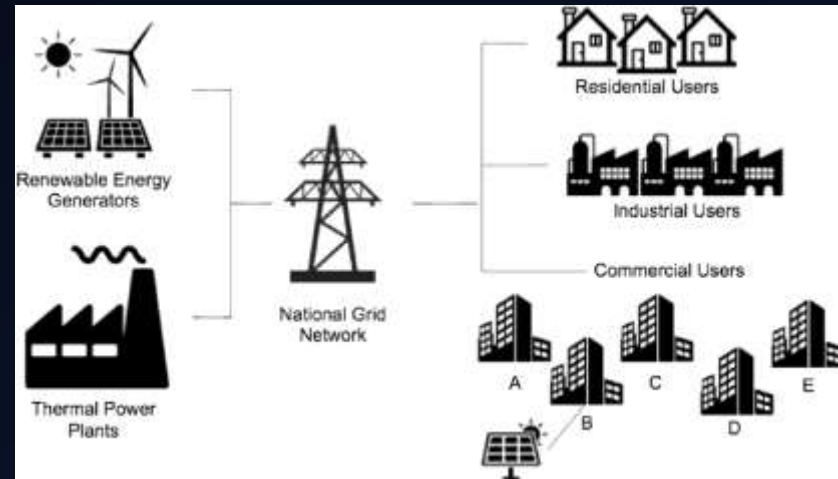 Renewable Energy
Generators
Thermal Power
Plants
National Grid
Network
Residential Users
Industrial Users
Commercial Users
A
B
C
D
E